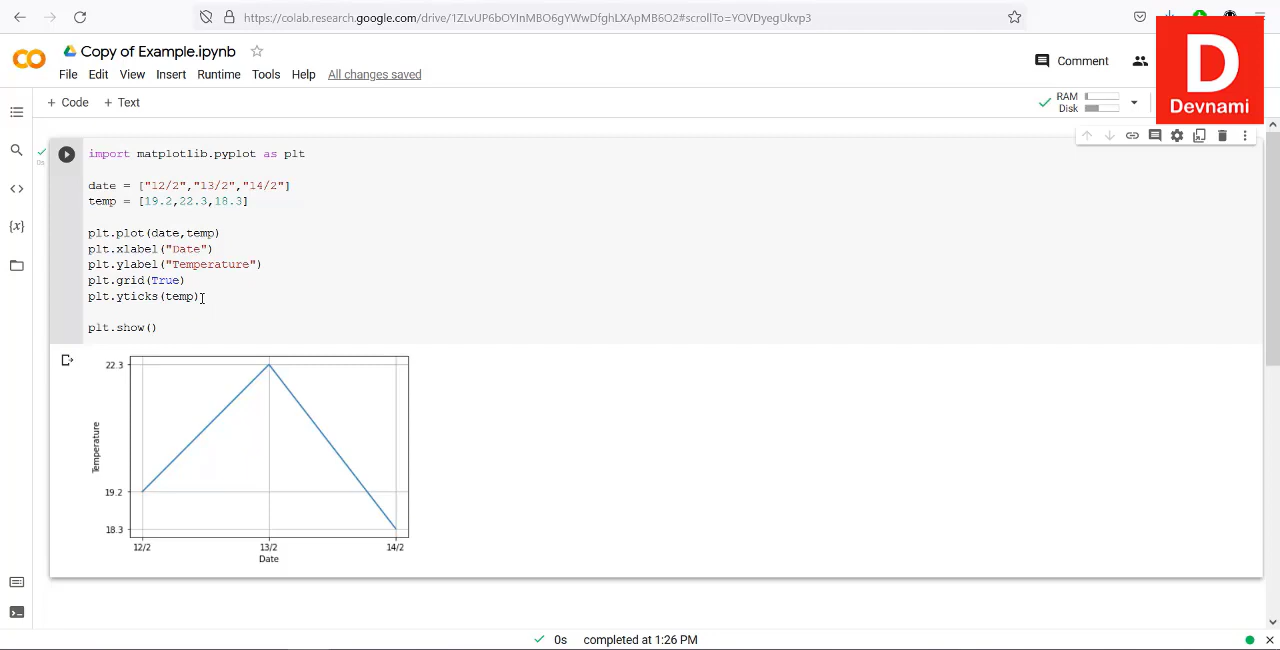 https://colab.research.google.com/drive/1ZLvUP6fxDYInMBO6gYWwDfghLXApMB6O2#scrollTo=YOVDyegUkvp3
Copy of Example.ipynb
File Edit View Insert Runtime Tools Help All changes saved
Comment
D
Devnami
+ Code + Text
RAM
Disk
import matplotlib.pyplot as plt
0s
date = ["12/2","13/2","14/2"]
temp = [19.2,22.3,18.3]
plt.plot(date,temp)
plt.xlabel("Date")
plt.ylabel("Temperature")
plt.grid(True)
plt.yticks(temp)
plt.show()
{x}
22.3
Temperature
19.2
18.3
12/2 13/2 14/2
Date
0s completed at 1:26 PM